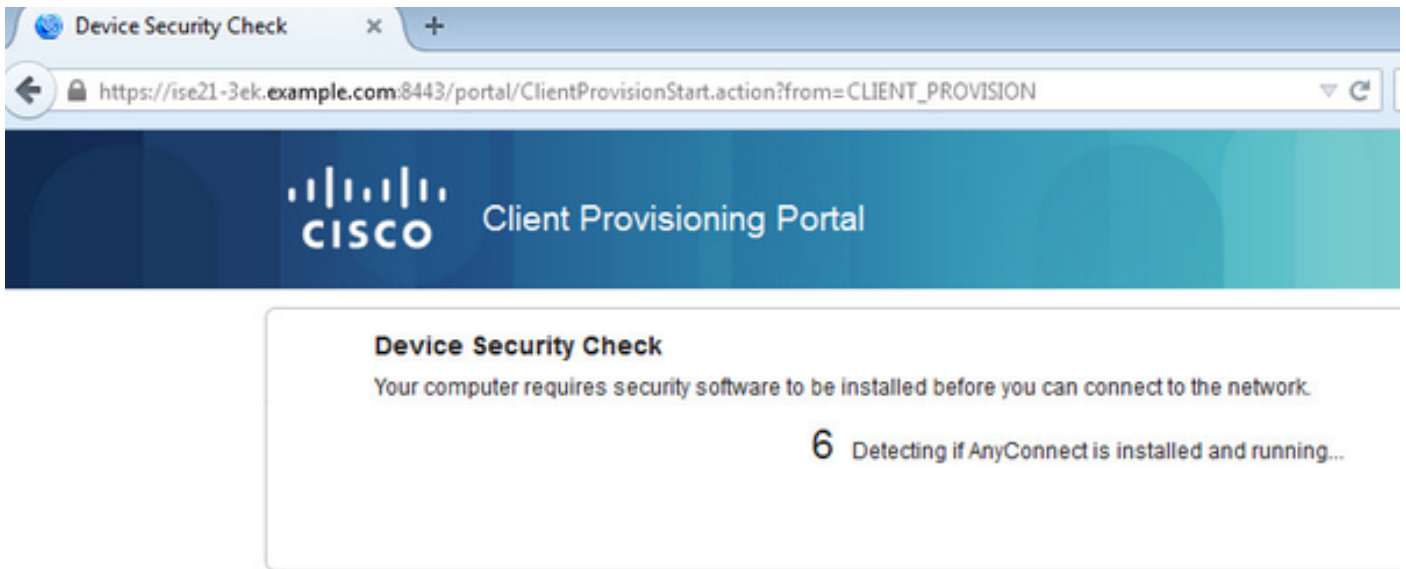 Device Security Check
https://ise21-3ek.example.com:8443/portal/ClientProvisionStart.action?from=CLIENT_PROVISION
CISCO Client Provisioning Portal
Device Security Check
Your computer requires security software to be installed before you can connect to the network.
6 Detecting if AnyConnect is installed and running...